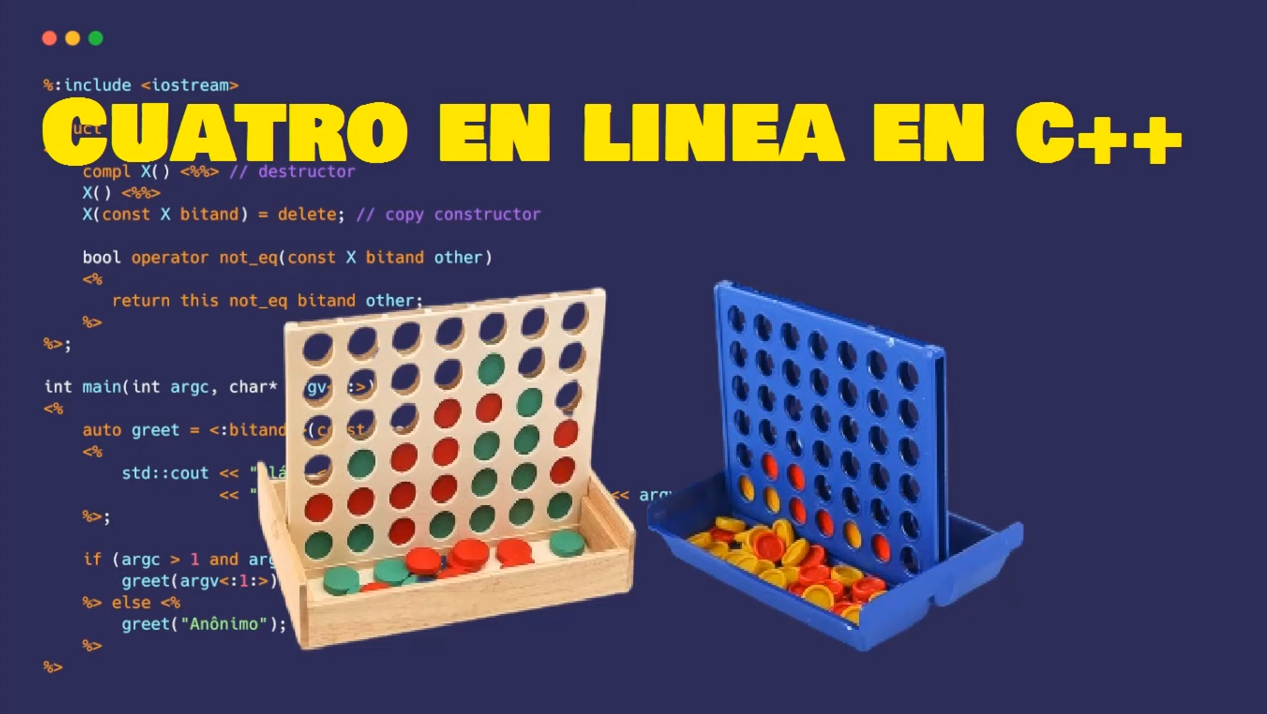 %:include <iostream>
CUATRO EN LINEA EN C++
compl X() <%%> // destructor
X() <%%>
X(const X bitand) = delete; // copy constructor
bool operator not_eq(const X bitand other)
<%
return this not_eq bitand other;
%>
%>;
int main(int argc, char*
<%
auto greet = <:bitand
<%
std::cout << "
<< "
<<
%>;
if (argc > 1 and
greet(argv<:1:>)
%> else <%
greet("Anônimo");
%>
%>